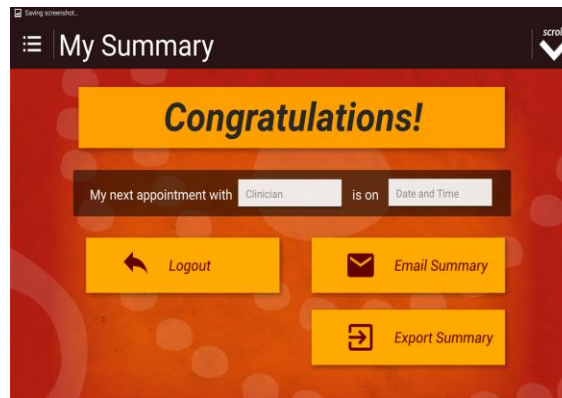 Saving screenshot...
My Summary
scroll
Congratulations!
My next appointment with Clinician is on Date and Time
Logout
Email Summary
Export Summary